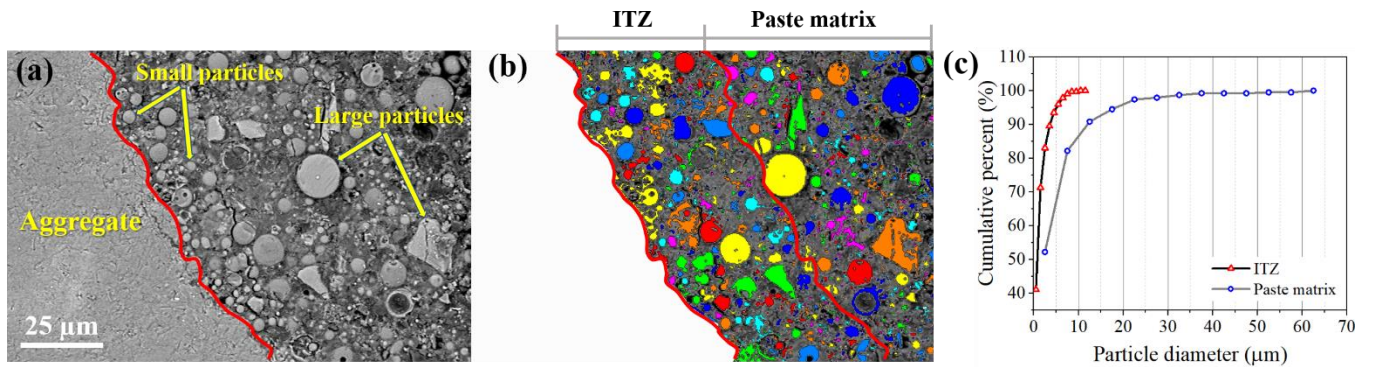 (a)
Small particles
Large particles
Aggregate
25 µm
ITZ
Paste matrix
(b)
(c)
110
100
90
80
70
60
50
40
Cumulative percent (%)
ITZ
Paste matrix
0 10 20 30 40 50 60 70
Particle diameter (µm)